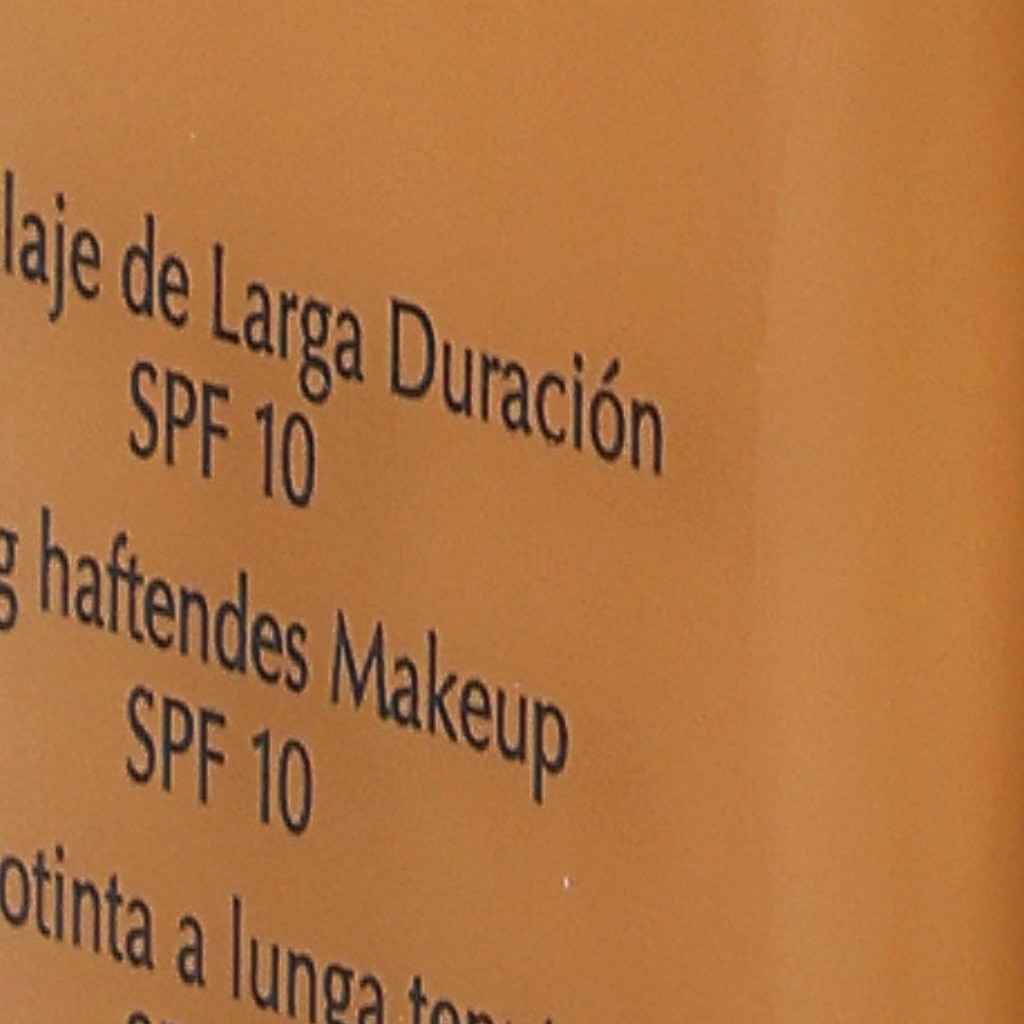 laje de Larga Duración
SPF 10
g haftendes Makeup
SPF 10
otinta a lunga